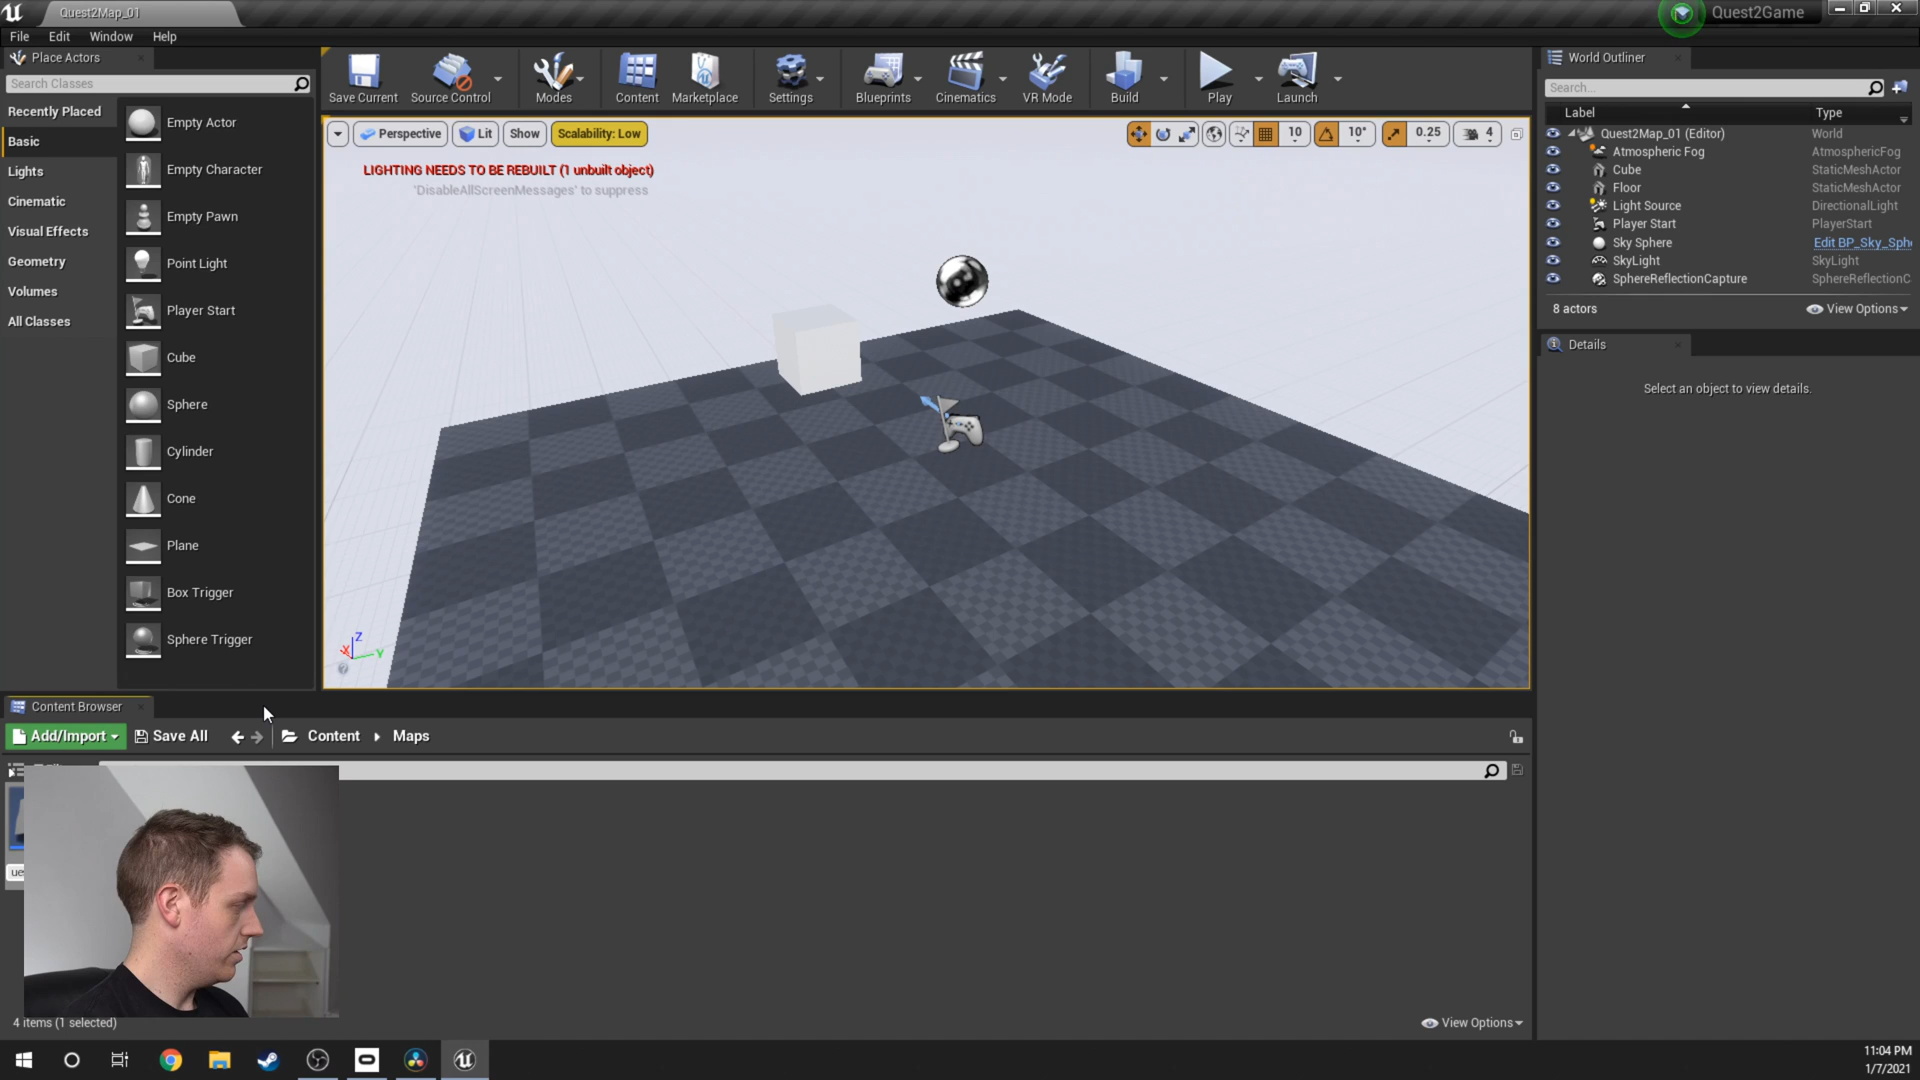 Quest2Map_01
Quest2Game
File Edit Window Help
Place Actors
Search Classes
Recently Placed
Basic
Lights
Cinematic
Visual Effects
Geometry
Volumes
All Classes
Empty Actor
Empty Character
Empty Pawn
Point Light
Player Start
Cube
Sphere
Cylinder
Cone
Plane
Box Trigger
Sphere Trigger
Save Current
Source Control
Modes
Content
Marketplace
Settings
Blueprints
Cinematics
VR Mode
Build
Play
Launch
Perspective
Lit
Show
Scalability: Low
10
10°
0.25
4
LIGHTING NEEDS TO BE REBUILT (1 unbuilt object)
'DisableAllScreenMessages' to suppress
Z
X
Y
World Outliner
Search...
Label Type
Quest2Map_01 (Editor) World
Atmospheric Fog AtmosphericFog
Cube StaticMeshActor
Floor StaticMeshActor
Light Source DirectionalLight
Player Start PlayerStart
Sky Sphere Edit BP_Sky_Sph
SkyLight SkyLight
SphereReflectionCapture SphereReflectionC
8 actors
View Options
Details
Select an object to view details.
Content Browser
Add/Import
Save All
Content
Maps
ue
4 items (1 selected)
View Options
11:04 PM
1/7/2021